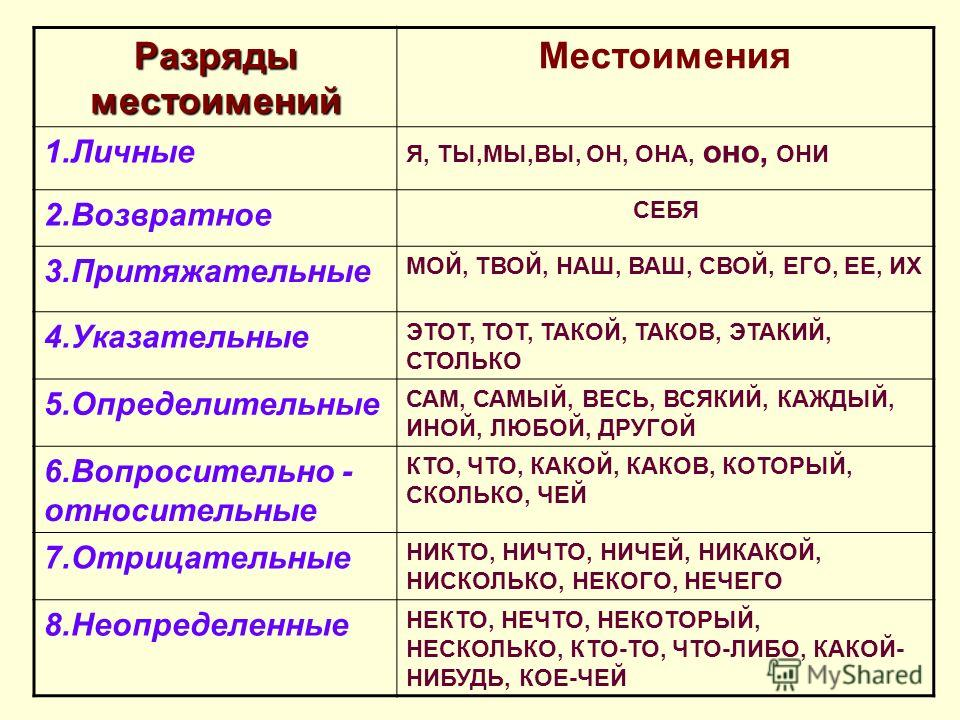 Разряды
местоимений
Местоимения
1.Личные
Я, ТЫ,МЫ,ВЫ, ОН, ОНА, оно, ОНИ
2.Возвратное
СЕБЯ
3.Притяжательные
МОЙ, ТВОЙ, НАШ, ВАШ, СВОЙ, ЕГО, ЕЕ, ИХ
4.Указательные
ЭТОТ, ТОТ, ТАКОЙ, ТАКОВ, ЭТАКИЙ,
СТОЛЬКО
5.Определительные
САМ, САМЫЙ, ВЕСЬ, ВСЯКИЙ, КАЖДЫЙ,
ИНОЙ, ЛЮБОЙ, ДРУГОЙ
6.Вопросительно -
относительные
КТО, ЧТО, КАКОЙ, КАКОВ, КОТОРЫЙ,
СКОЛЬКО, ЧЕЙ
7.Отрицательные
НИКТО, НИЧТО, НИЧЕЙ, НИКАКОЙ,
НИСКОЛЬКО, НЕКОГО, НЕЧЕГО
8.Неопределенные
НЕКТО, НЕЧТО, НЕКОТОРЫЙ,
НЕСКОЛЬКО, КТО-ТО, ЧТО-ЛИБО, КАКОЙ-
НИБУДЬ, КОЕ-ЧЕЙ
MyShared